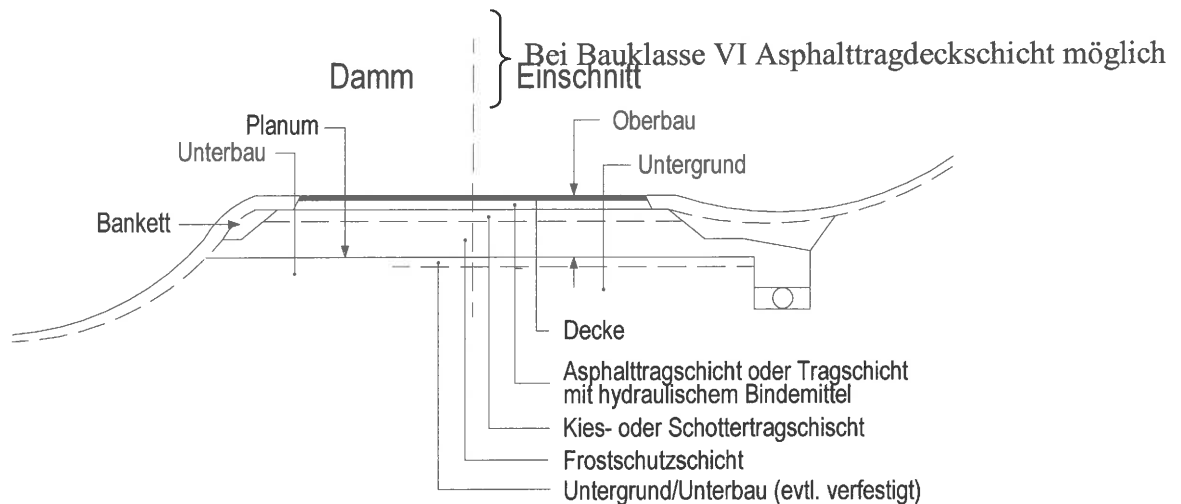 Bei Bauklasse VI Asphalttragdeckschicht möglich
Damm
Einschnitt
Planum
Oberbau
Unterbau
Untergrund
Bankett
Decke
Asphalttragschicht oder Tragschicht
mit hydraulischem Bindemittel
Kies- oder Schottertragschischt
Frostschutzschicht
Untergrund/Unterbau (evtl. verfestigt)